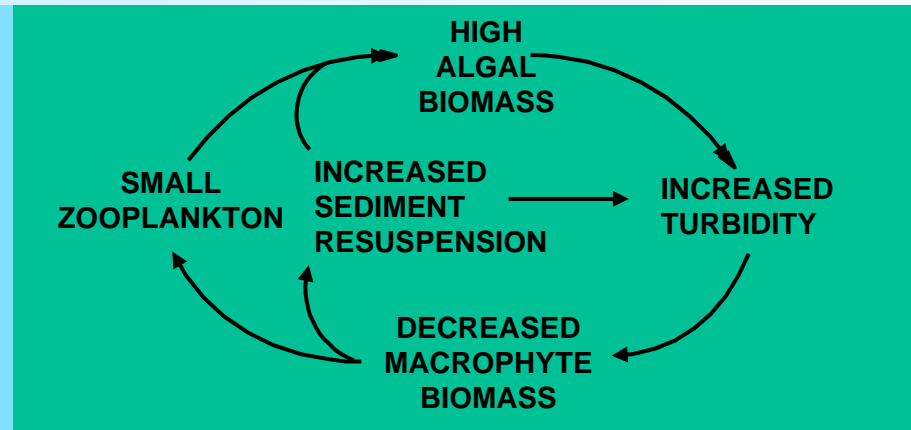 HIGH
ALGAL
BIOMASS
SMALL
ZOOPLANKTON
INCREASED
SEDIMENT
RESUSPENSION
INCREASED
TURBIDITY
DECREASED
MACROPHYTE
BIOMASS